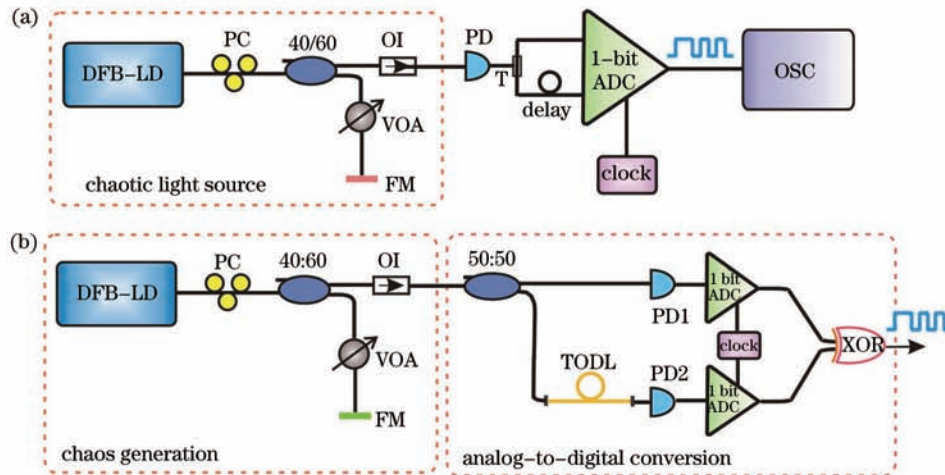 (a)
DFB-LD
PC
40/60
OI
VOA
FM
chaotic light source
PD
T
delay
1-bit
ADC
clock
OSC
(b)
DFB-LD
PC
40:60
OI
VOA
FM
chaos generation
50:50
TODL
PD1
PD2
1 bit
ADC
clock
1 bit
ADC
XOR
analog-to-digital conversion